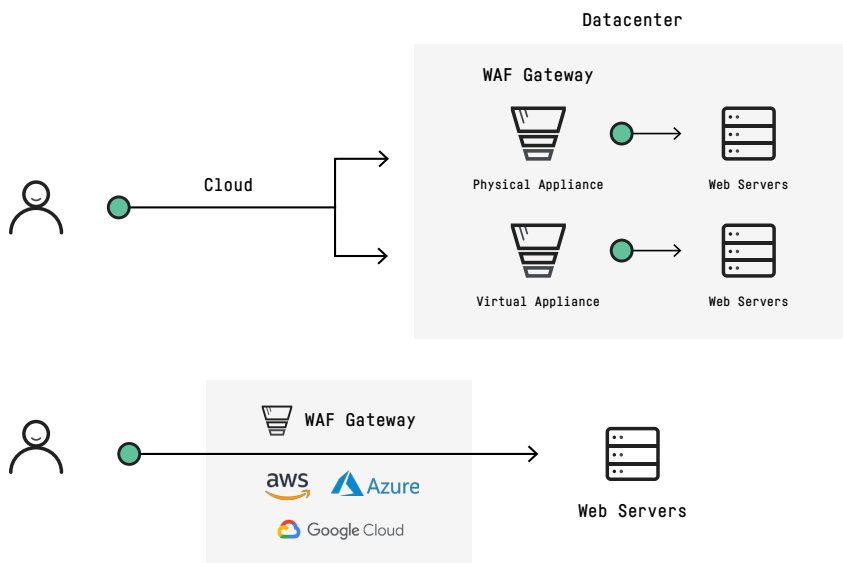 Datacenter
WAF Gateway
Cloud
Physical Appliance
Web Servers
Virtual Appliance
Web Servers
WAF Gateway
aws
Azure
Google Cloud
Web Servers